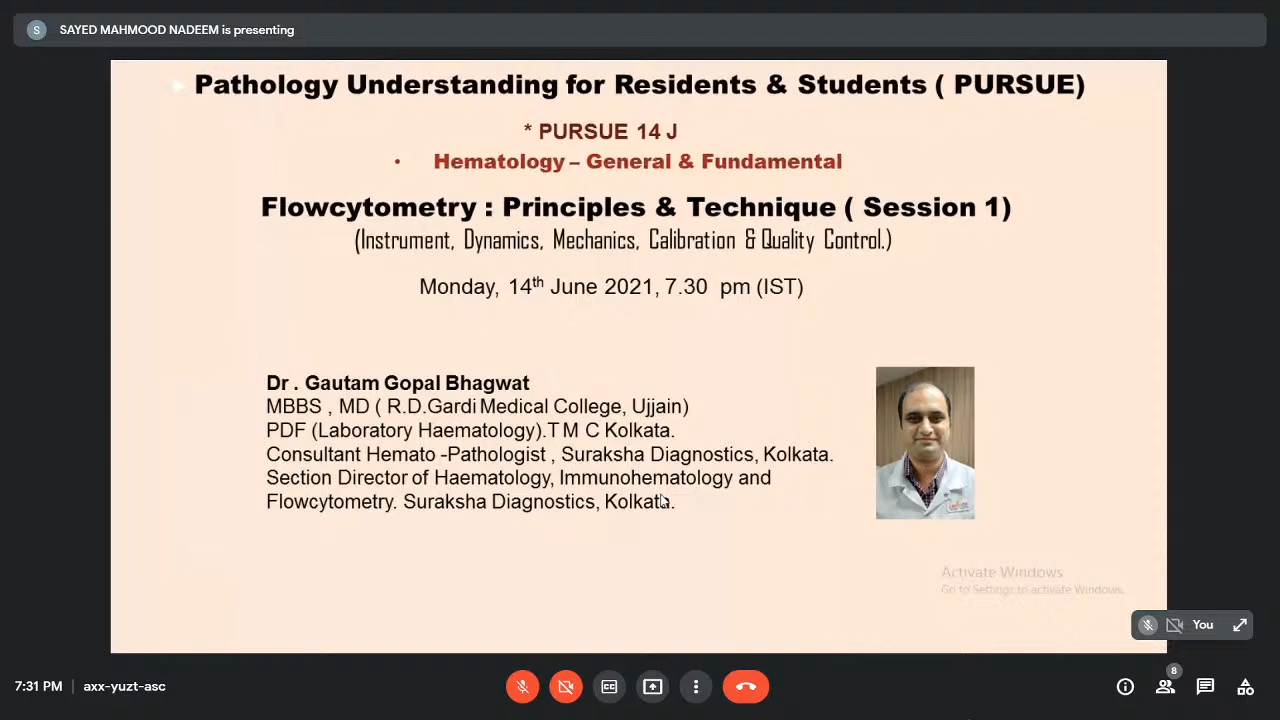 S SAYED MAHMOOD NADEEM is presenting
Pathology Understanding for Residents & Students ( PURSUE)
* PURSUE 14 J
• Hematology – General & Fundamental
Flowcytometry : Principles & Technique ( Session 1)
(Instrument, Dynamics, Mechanics, Calibration & Quality Control.)
Monday, 14th June 2021, 7.30 pm (IST)
Dr . Gautam Gopal Bhagwat
MBBS , MD ( R.D.Gardi Medical College, Ujjain)
PDF (Laboratory Haematology).T M C Kolkata.
Consultant Hemato -Pathologist , Suraksha Diagnostics, Kolkata.
Section Director of Haematology, Immunohematology and
Flowcytometry. Suraksha Diagnostics, Kolkata.
Activate Windows
Go to Settings to activate Windows.
You
7:31 PM | axx-yuzt-asc
CC
8